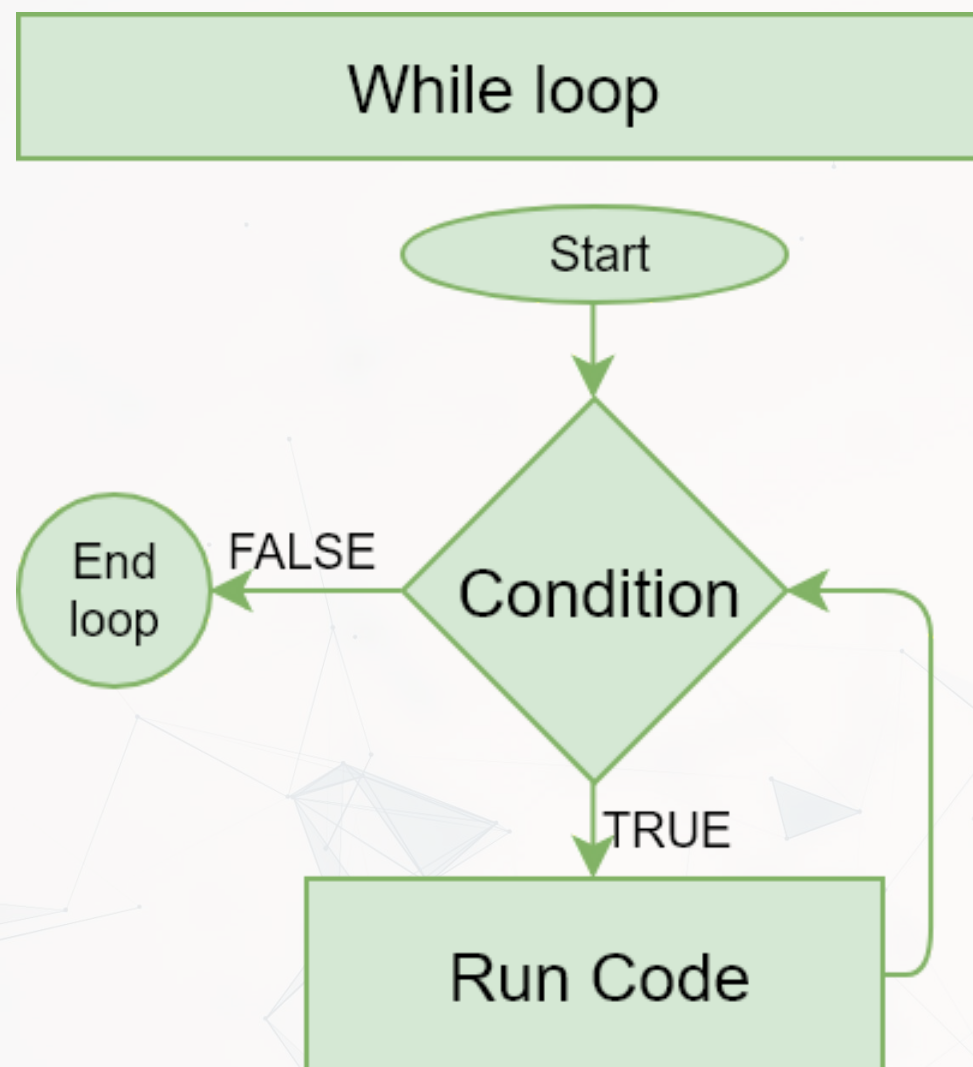 While loop
Start
FALSE
End
loop
Condition
TRUE
Run Code